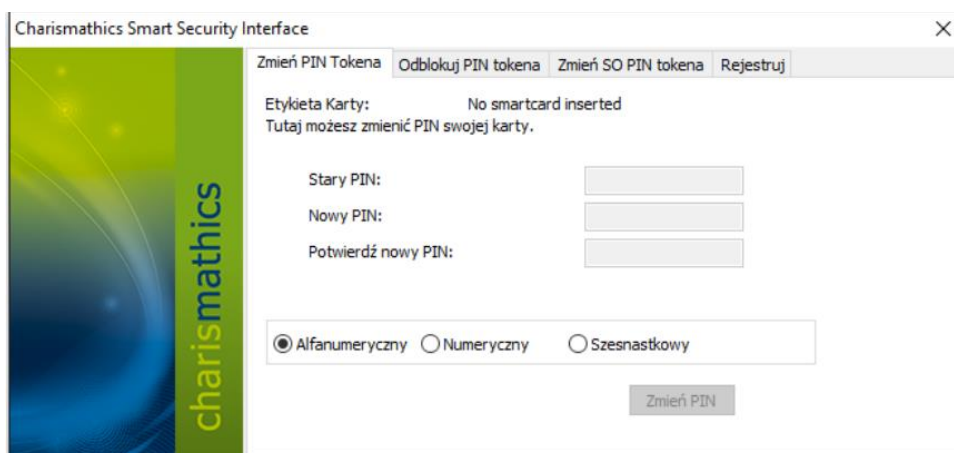 Charismathics Smart Security Interface
Zmień PIN Tokena Odblokuj PIN tokena Zmień SO PIN tokena Rejestruj
Etykieta Karty: No smartcard inserted
Tutaj możesz zmienić PIN swojej karty.
Stary PIN:
Nowy PIN:
Potwierdź nowy PIN:
Alfanumeryczny Numeryczny Szesnastkowy
Zmień PIN
charismathics